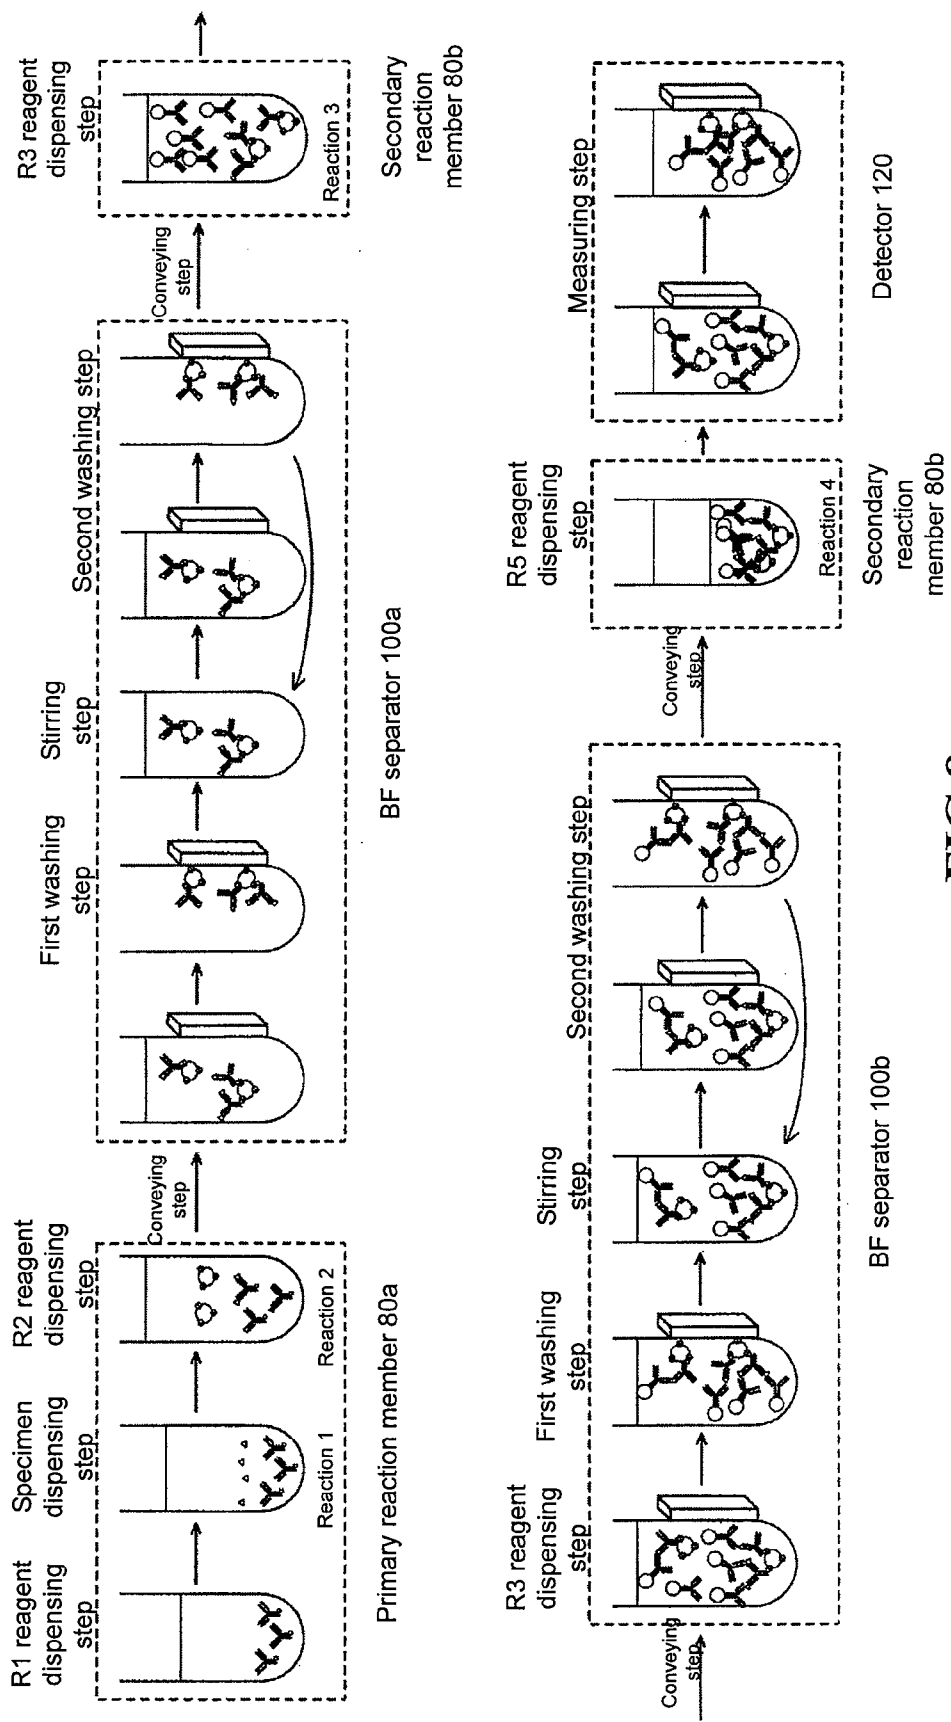 R1 reagent
dispensing
step
Specimen
dispensing
step
R2 reagent
dispensing
step
Reaction 1
Reaction 2
Primary reaction member 80a
Conveying
step
First washing
step
Stirring
step
Second washing step
BF separator 100a
Conveying
step
R3 reagent
dispensing
step
Reaction 3
Secondary
reaction
member 80b
Conveying
step
R3 reagent
dispensing
step
First washing
step
Stirring
step
Second washing step
BF separator 100b
Conveying
step
R5 reagent
dispensing
step
Reaction 4
Secondary
reaction
member 80b
Measuring step
Detector 120
FIG